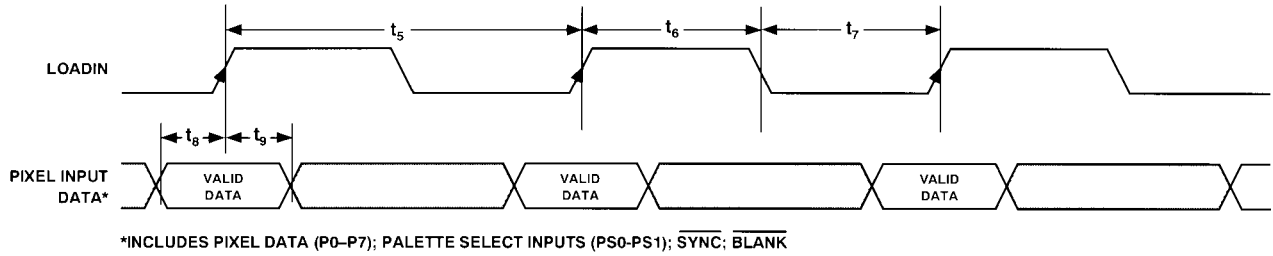 t5 t6 t7
LOADIN
t8 t9
PIXEL INPUT DATA*
VALID DATA
VALID DATA
VALID DATA
*INCLUDES PIXEL DATA (P0–P7); PALETTE SELECT INPUTS (PS0-PS1); SYNC; BLANK